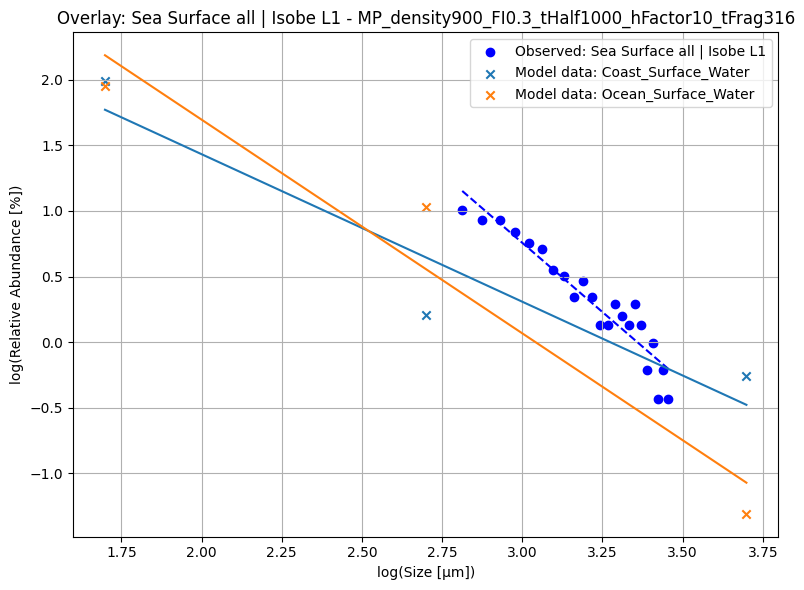 Overlay: Sea Surface all | Isobe L1 - MP_density900_FI0.3_tHalf1000_hFactor10_tFrag316
Observed: Sea Surface all | Isobe L1
Model data: Coast_Surface_Water
Model data: Ocean_Surface_Water
log(Relative Abundance [%])
2.0
1.5
1.0
0.5
0.0
−0.5
−1.0
1.75 2.00 2.25 2.50 2.75 3.00 3.25 3.50 3.75
log(Size [μm])